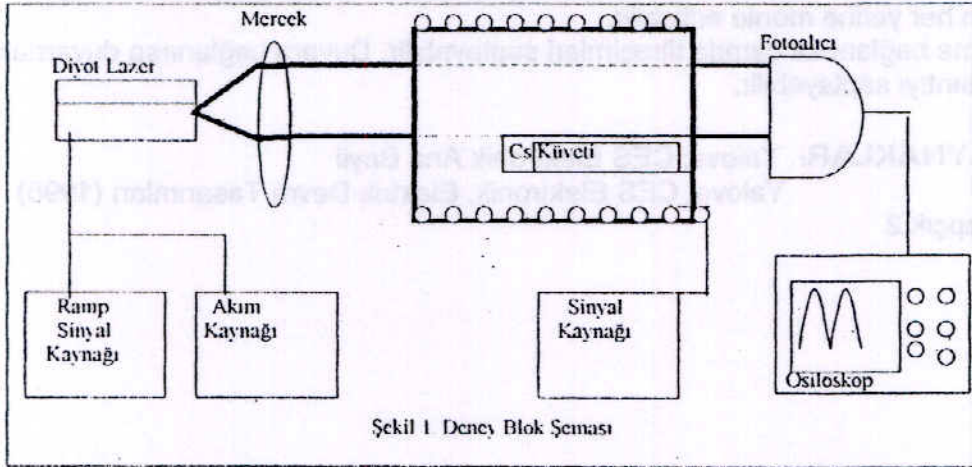 Mercek
Fotoalıcı
Diyot Lazer
Cs Küveti
Ramp
Sinyal
Kaynağı
Akım
Kaynağı
Sinyal
Kaynağı
Osiloskop
Şekil 1. Deney Blok Şeması